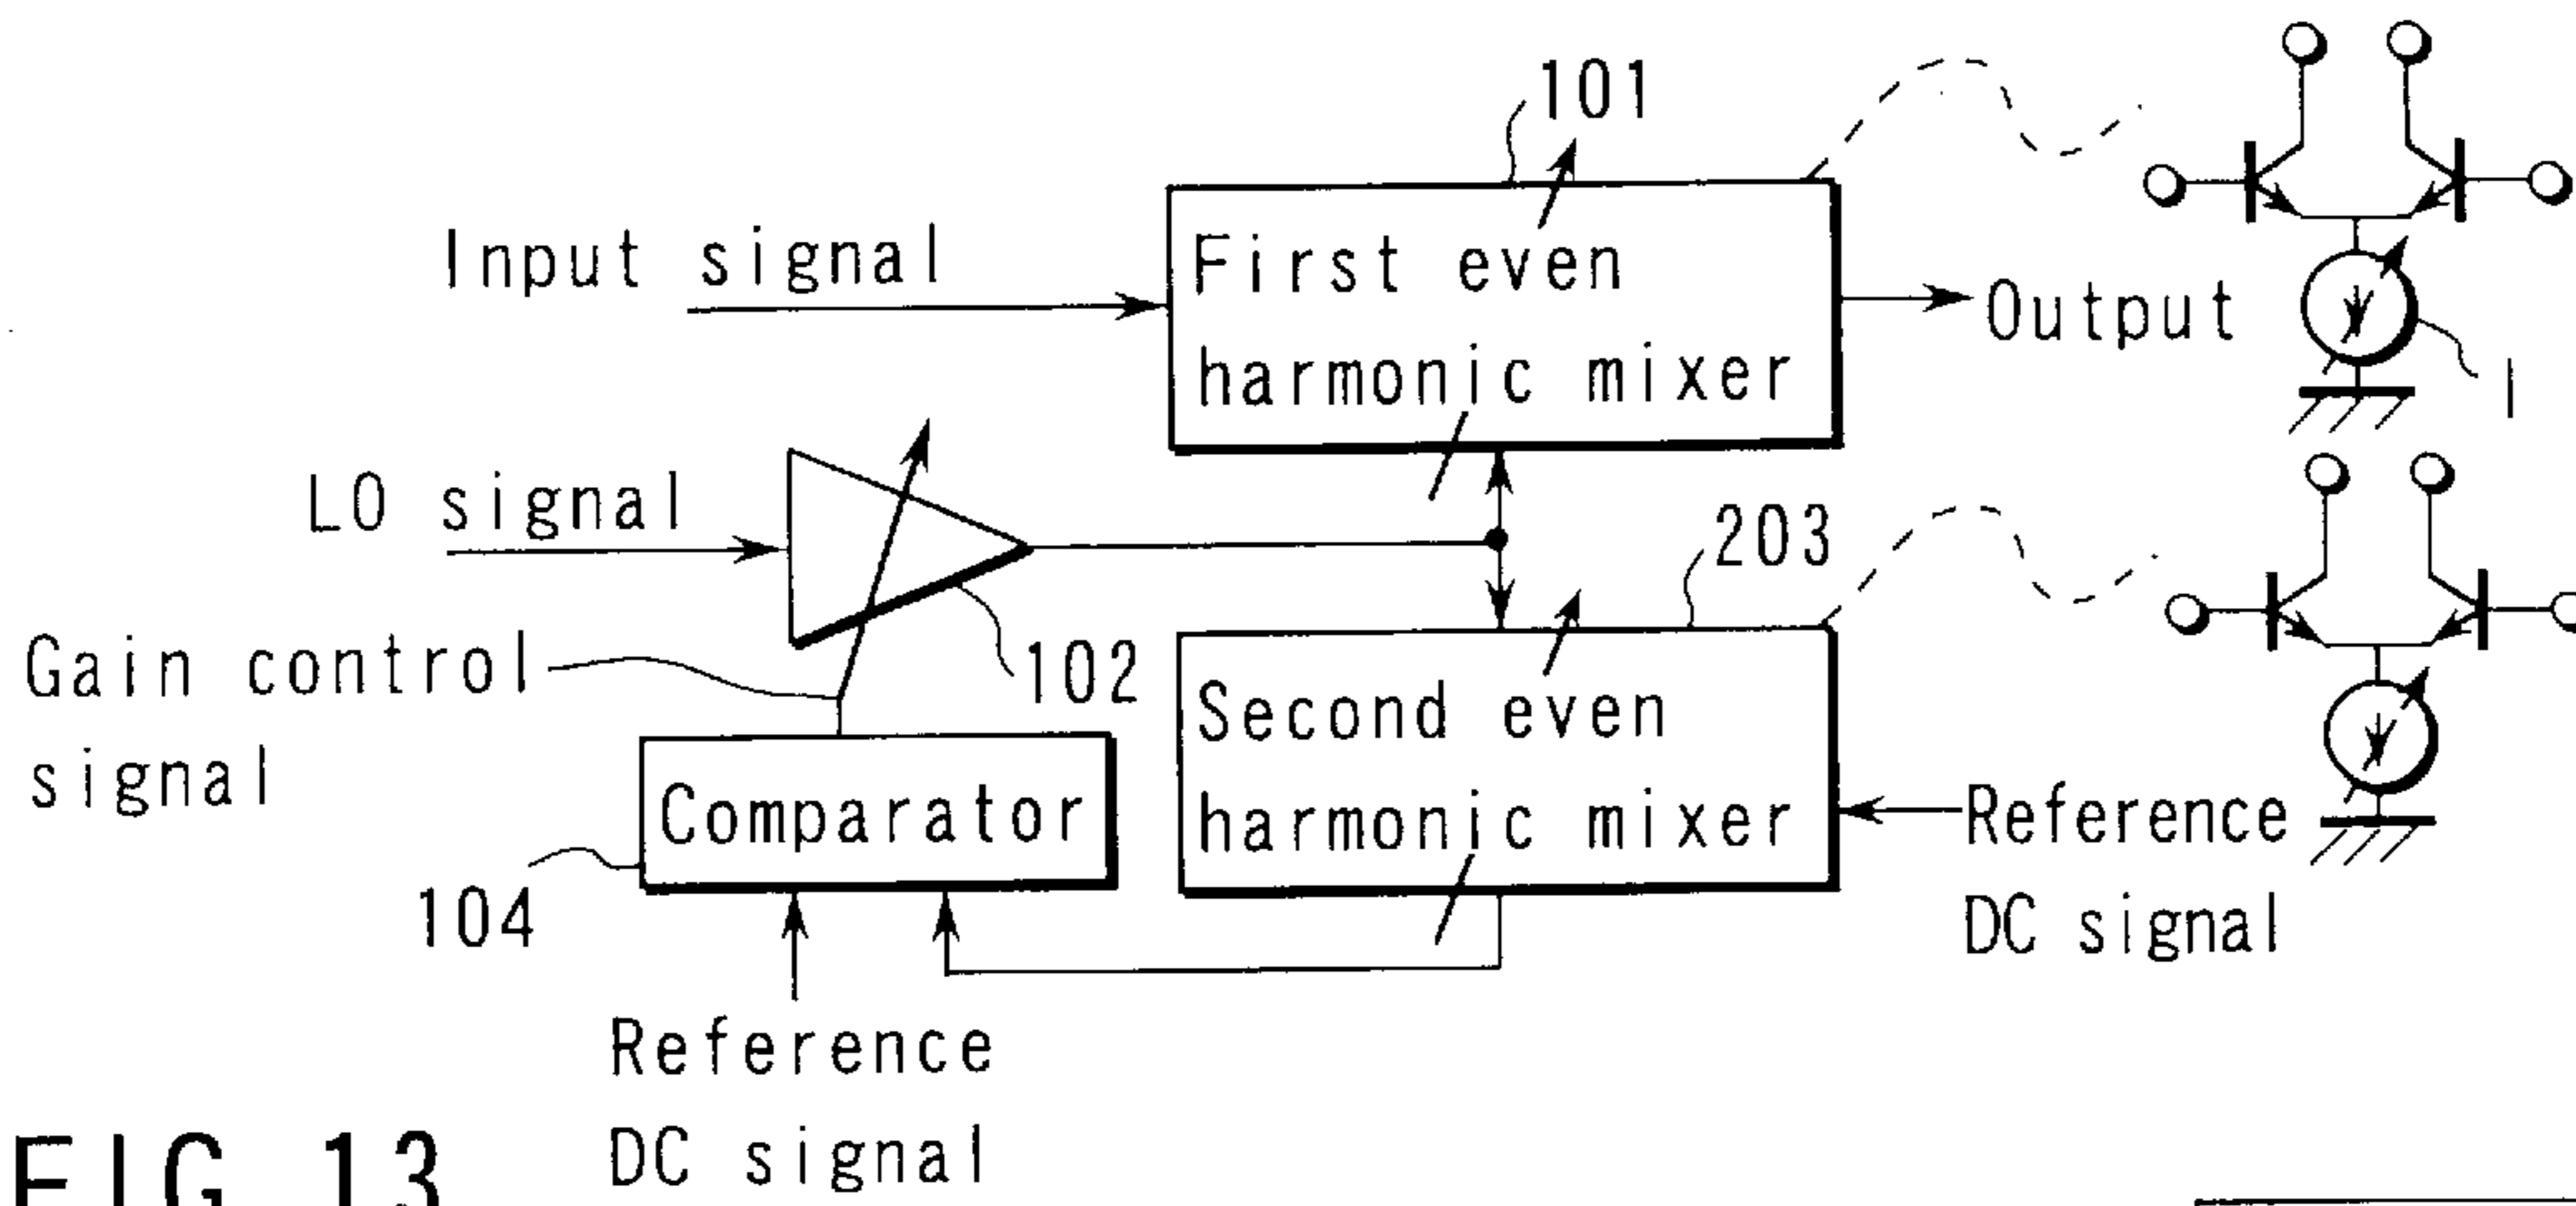 101
Input signal
First even
harmonic mixer
Output
I
LO signal
102
203
Gain control
signal
Second even
harmonic mixer
Comparator
104
Reference
DC signal
Reference
DC signal
FIG. 13